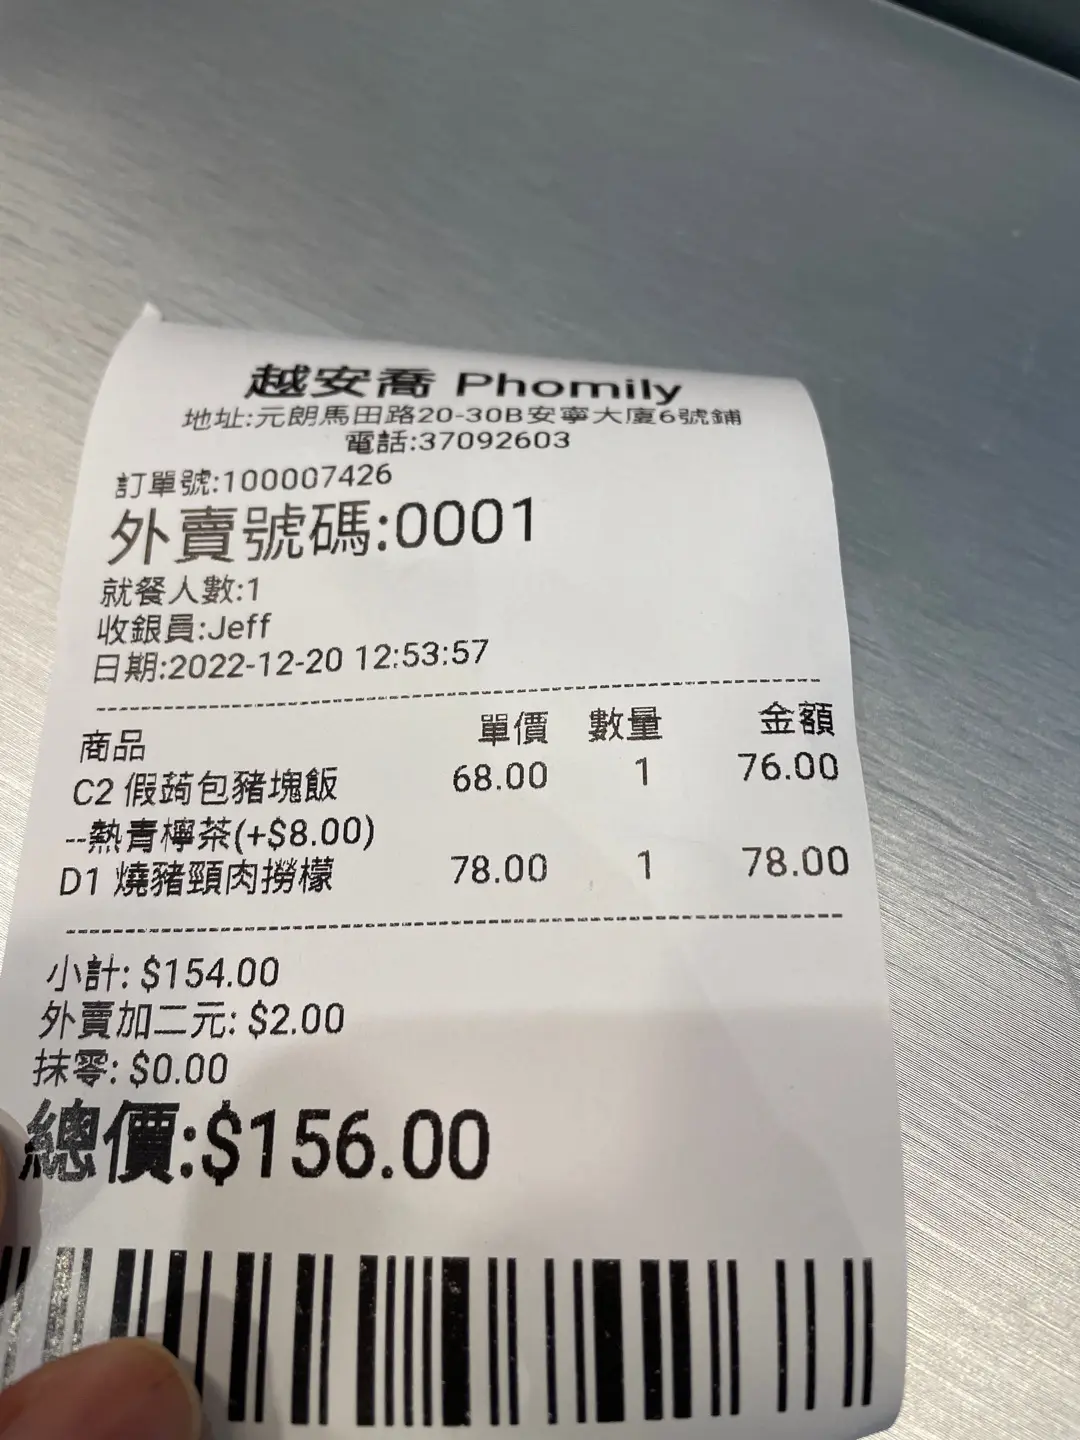 越安喬 Phomily
地址:元朗馬田路20-30B安寧大廈6號鋪
電話:37092603
訂單號:100007426
外賣號碼:0001
就餐人數:1
收銀員:Jeff
日期:2022-12-20 12:53:57
商品 單價 數量 金額
C2 假蒟包豬塊飯 68.00 1 76.00
--熱青檸茶(+$8.00)
D1 燒豬頸肉撈檬 78.00 1 78.00
小計: $154.00
外賣加二元: $2.00
抹零: $0.00
總價:$156.00